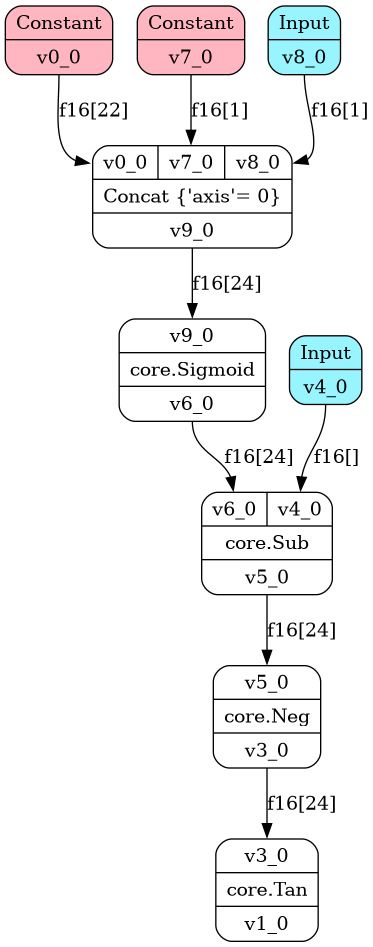 Constant
v0_0
Constant
v7_0
Input
v8_0
f16[22]
f16[1]
f16[1]
v0_0 v7_0 v8_0
Concat {'axis'= 0}
v9_0
f16[24]
v9_0
core.Sigmoid
v6_0
Input
v4_0
f16[24]
f16[]
v6_0 v4_0
core.Sub
v5_0
f16[24]
v5_0
core.Neg
v3_0
f16[24]
v3_0
core.Tan
v1_0